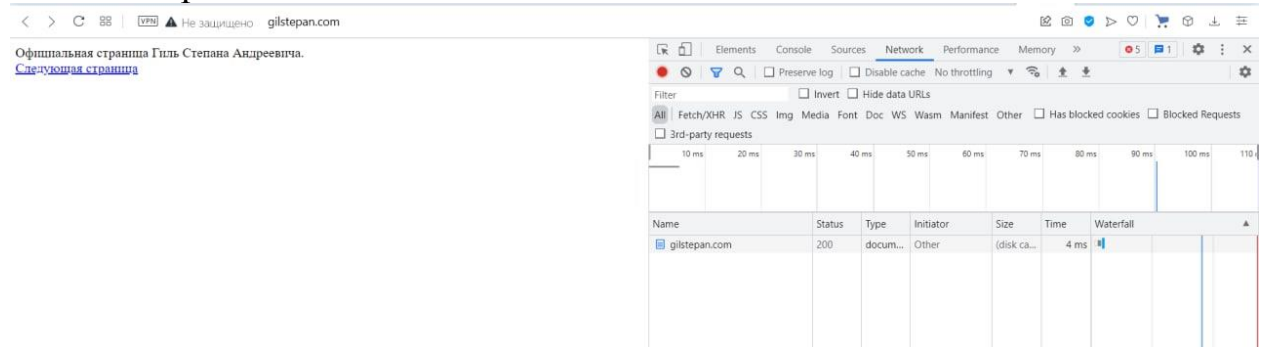 VPN Не защищено gilstepan.com
Официальная страница Гиль Степана Андреевича.
Следующая страница
Elements Console Sources Network Performance Memory » 5 1
Preserve log Disable cache No throttling
Filter Invert Hide data URLs
All Fetch/XHR JS CSS Img Media Font Doc WS Wasm Manifest Other Has blocked cookies Blocked Requests
3rd-party requests
10 ms 20 ms 30 ms 40 ms 50 ms 60 ms 70 ms 80 ms 90 ms 100 ms 110
Name Status Type Initiator Size Time Waterfall
gilstepan.com 200 docum... Other (disk ca... 4 ms